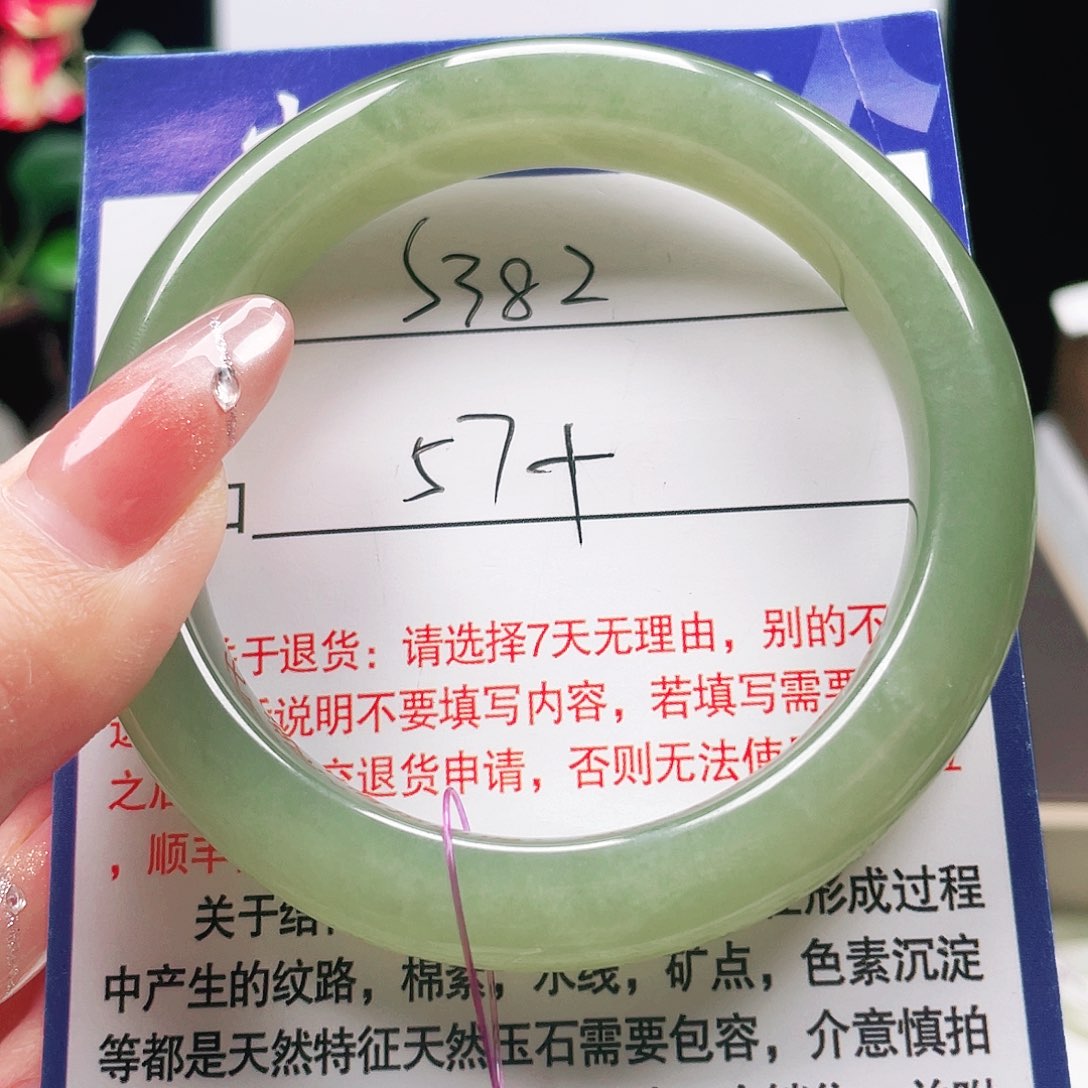 5382
口 57+
于退货：请选择7天无理由，别的不
说明不要填写内容，若填写需要
之后 退货申请，否则无法使
，顺丰
关于结 形成过程
中产生的纹路，棉絮，水线，矿点，色素沉淀
等都是天然特征天然玉石需要包容，介意慎拍